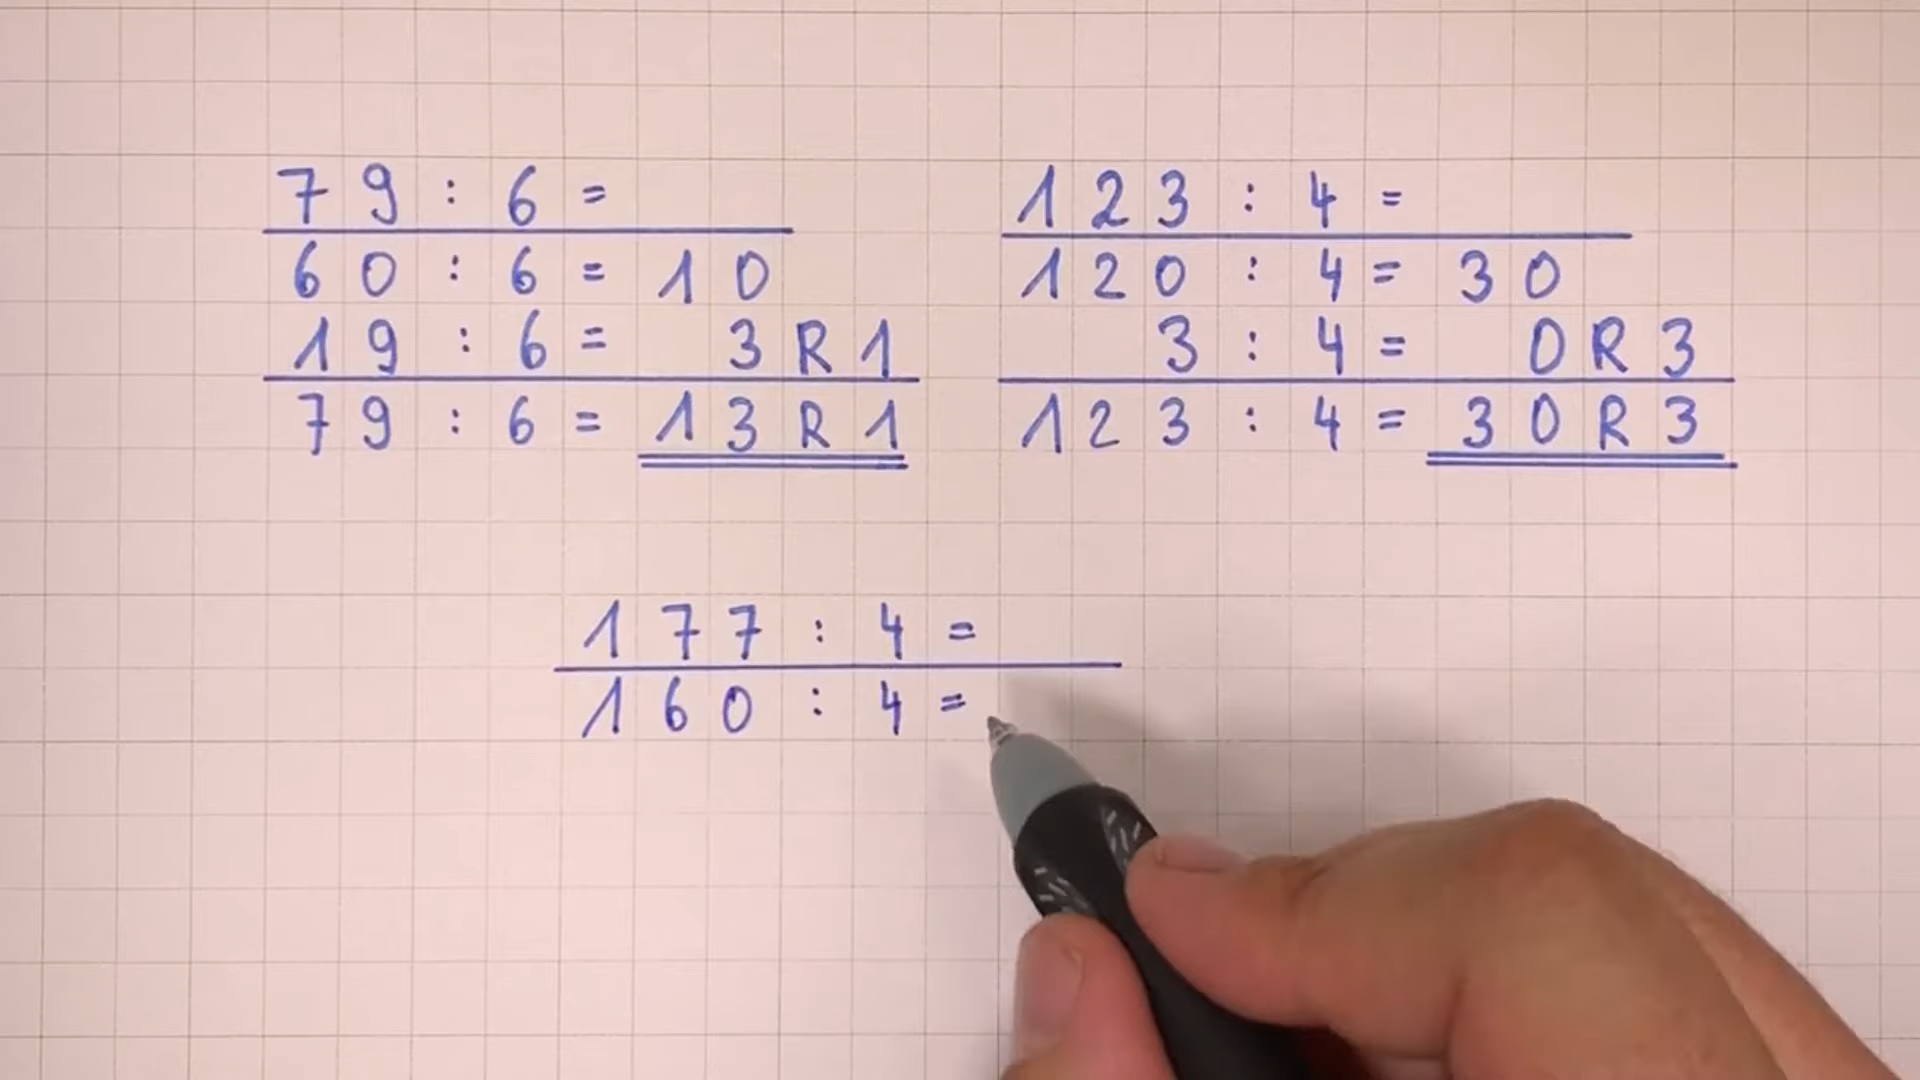 79 : 6 =
60 : 6 = 10
19 : 6 = 3 R 1
79 : 6 = 13 R 1
123 : 4 =
120 : 4 = 30
3 : 4 = 0 R 3
123 : 4 = 30 R 3
177 : 4 =
160 : 4 =